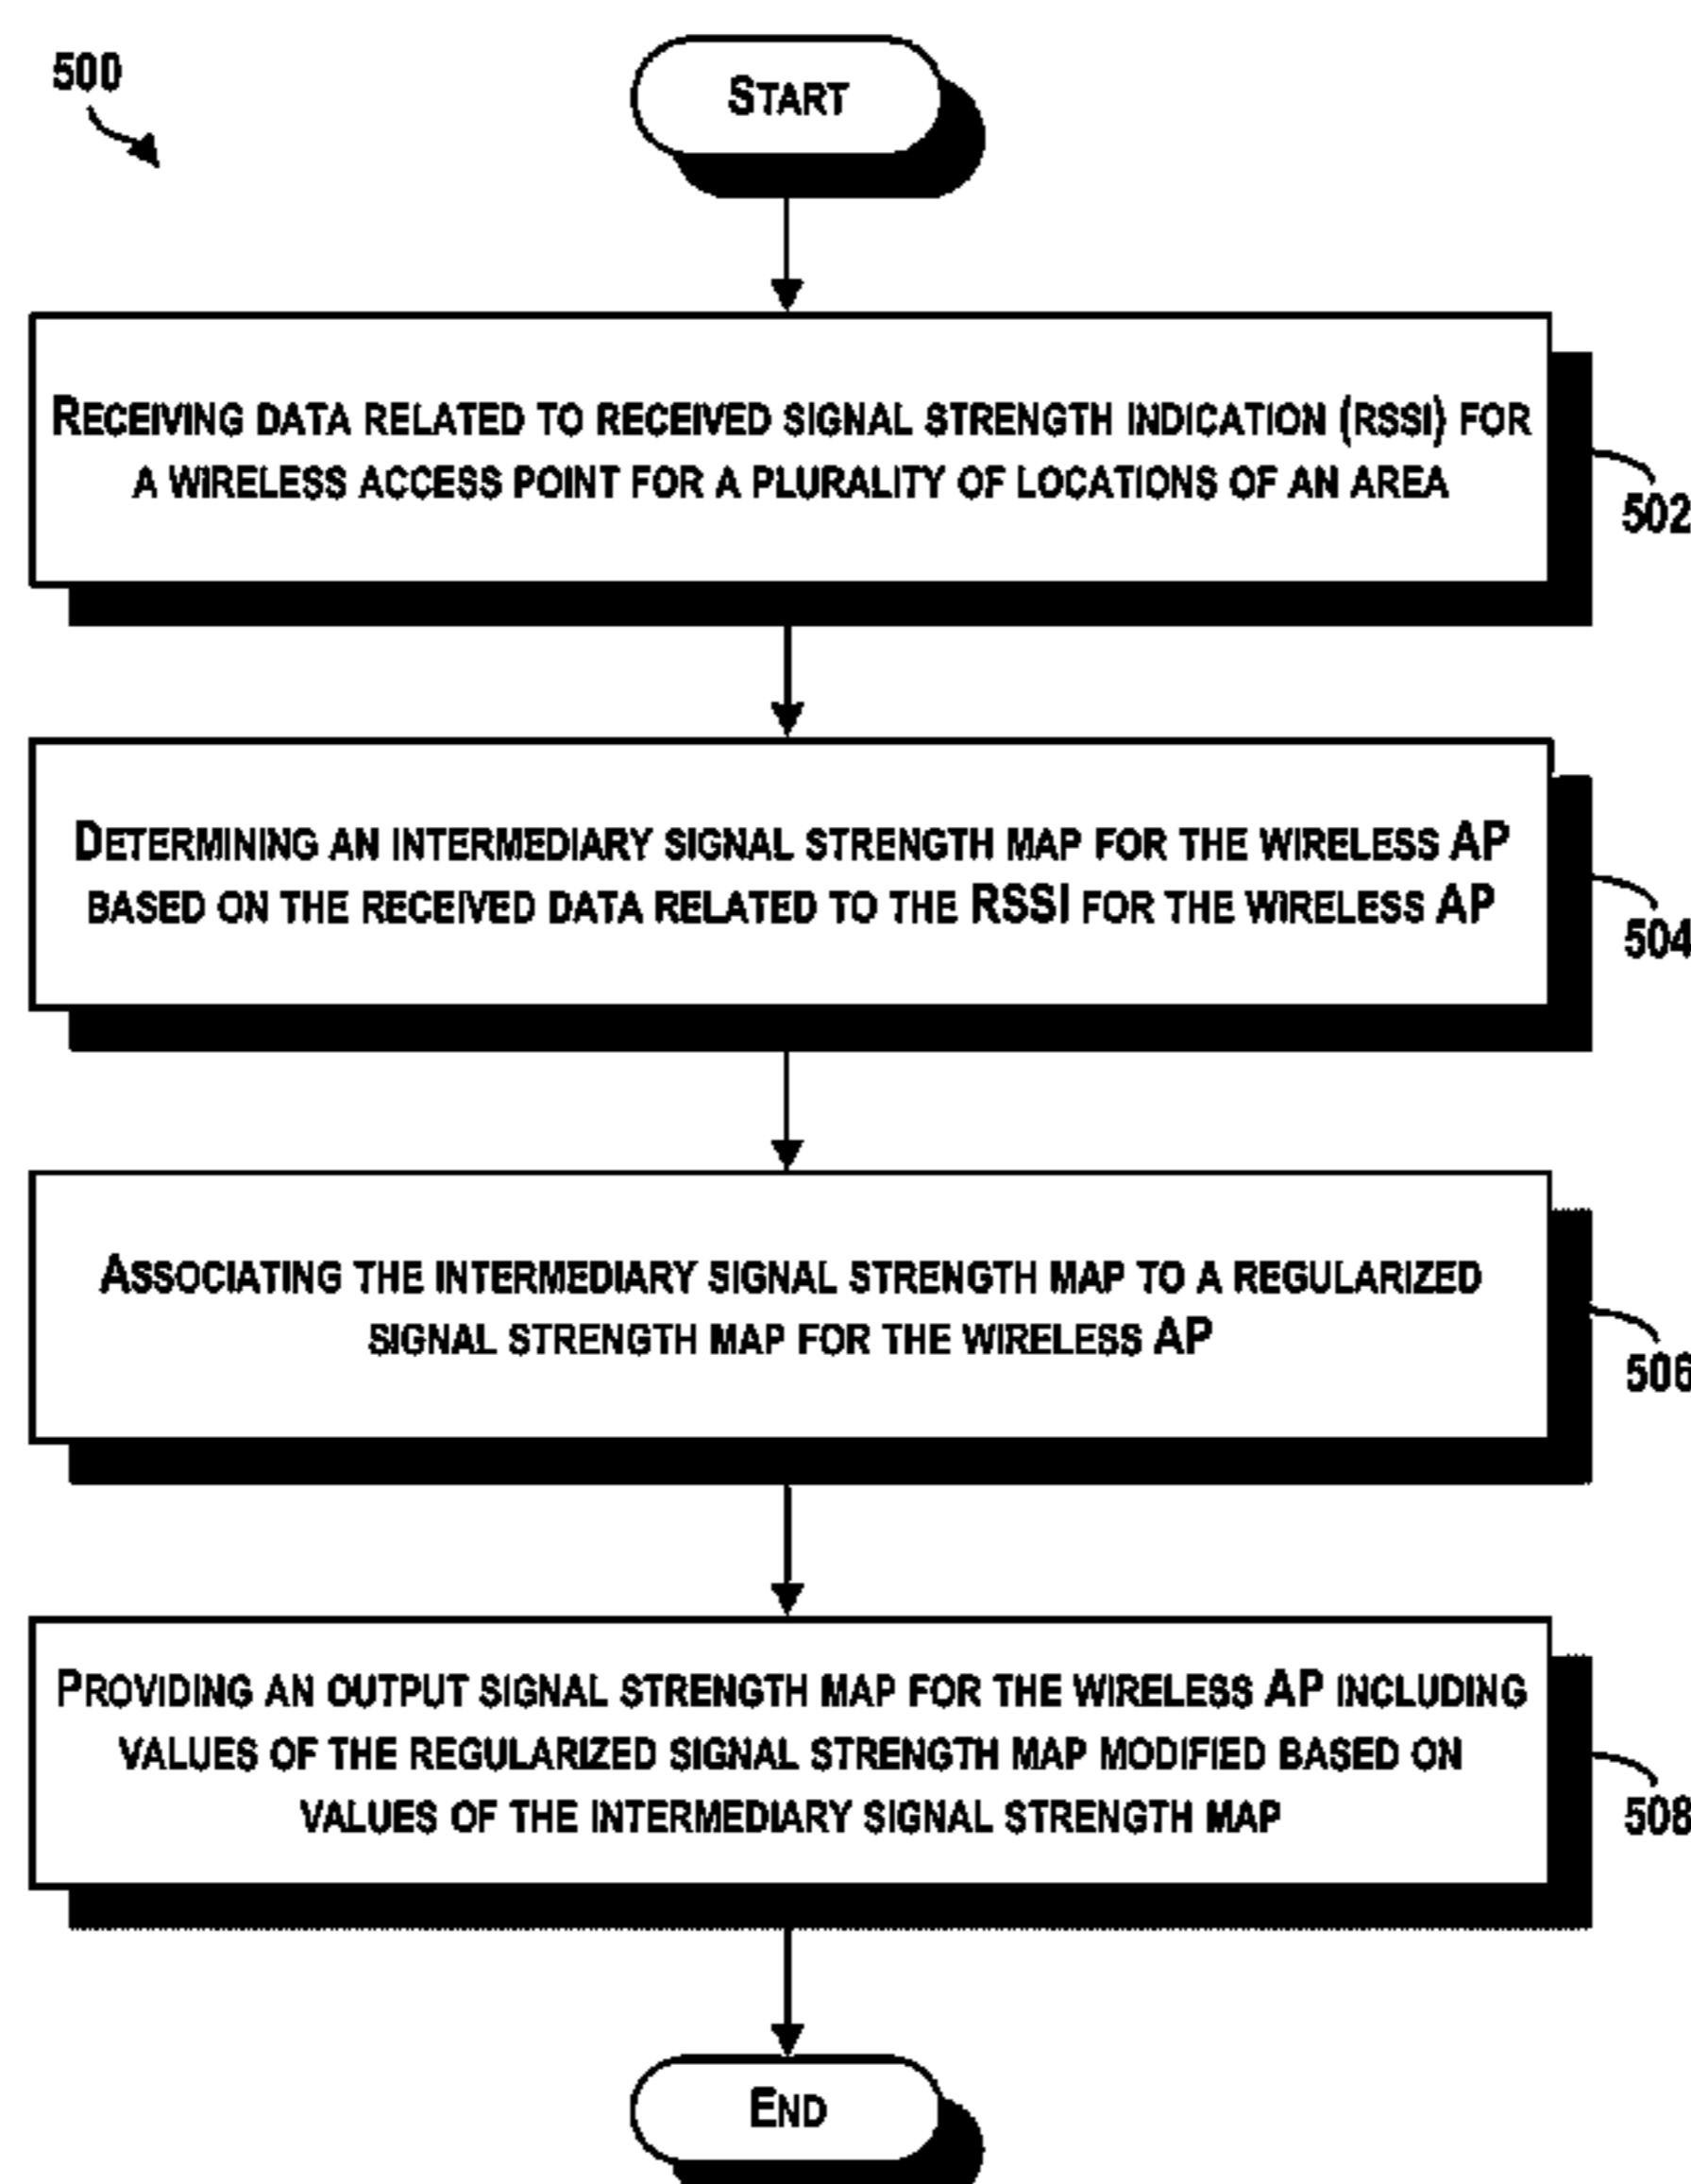 500
START
RECEIVING DATA RELATED TO RECEIVED SIGNAL STRENGTH INDICATION (RSSI) FOR
A WIRELESS ACCESS POINT FOR A PLURALITY OF LOCATIONS OF AN AREA
502
DETERMINING AN INTERMEDIARY SIGNAL STRENGTH MAP FOR THE WIRELESS AP
BASED ON THE RECEIVED DATA RELATED TO THE RSSI FOR THE WIRELESS AP
504
ASSOCIATING THE INTERMEDIARY SIGNAL STRENGTH MAP TO A REGULARIZED
SIGNAL STRENGTH MAP FOR THE WIRELESS AP
506
PROVIDING AN OUTPUT SIGNAL STRENGTH MAP FOR THE WIRELESS AP INCLUDING
VALUES OF THE REGULARIZED SIGNAL STRENGTH MAP MODIFIED BASED ON
VALUES OF THE INTERMEDIARY SIGNAL STRENGTH MAP
508
END